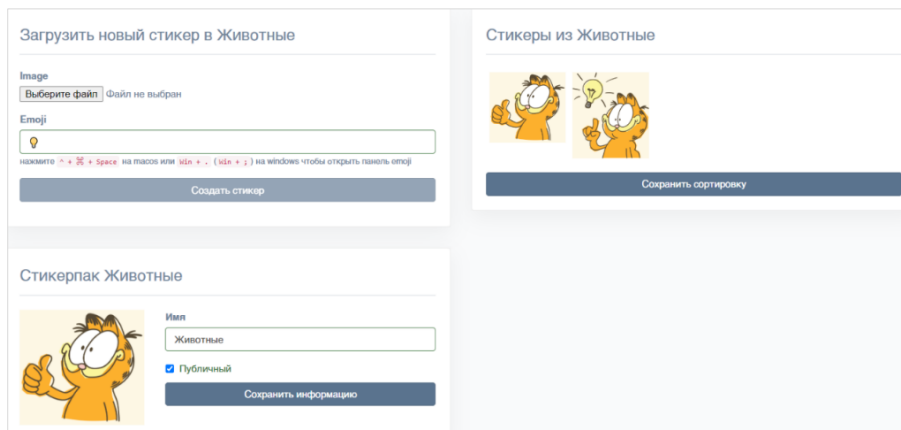 Загрузить новый стикер в Животные
Image
Выберите файл Файл не выбран
Emoji
💡
нажмите ^ + ⌘ + Space на macos или Win + . ( Win + ; ) на windows чтобы открыть панель emoji
Создать стикер
Стикеры из Животные
Сохранить сортировку
Стикерпак Животные
Имя
Животные
Публичный
Сохранить информацию